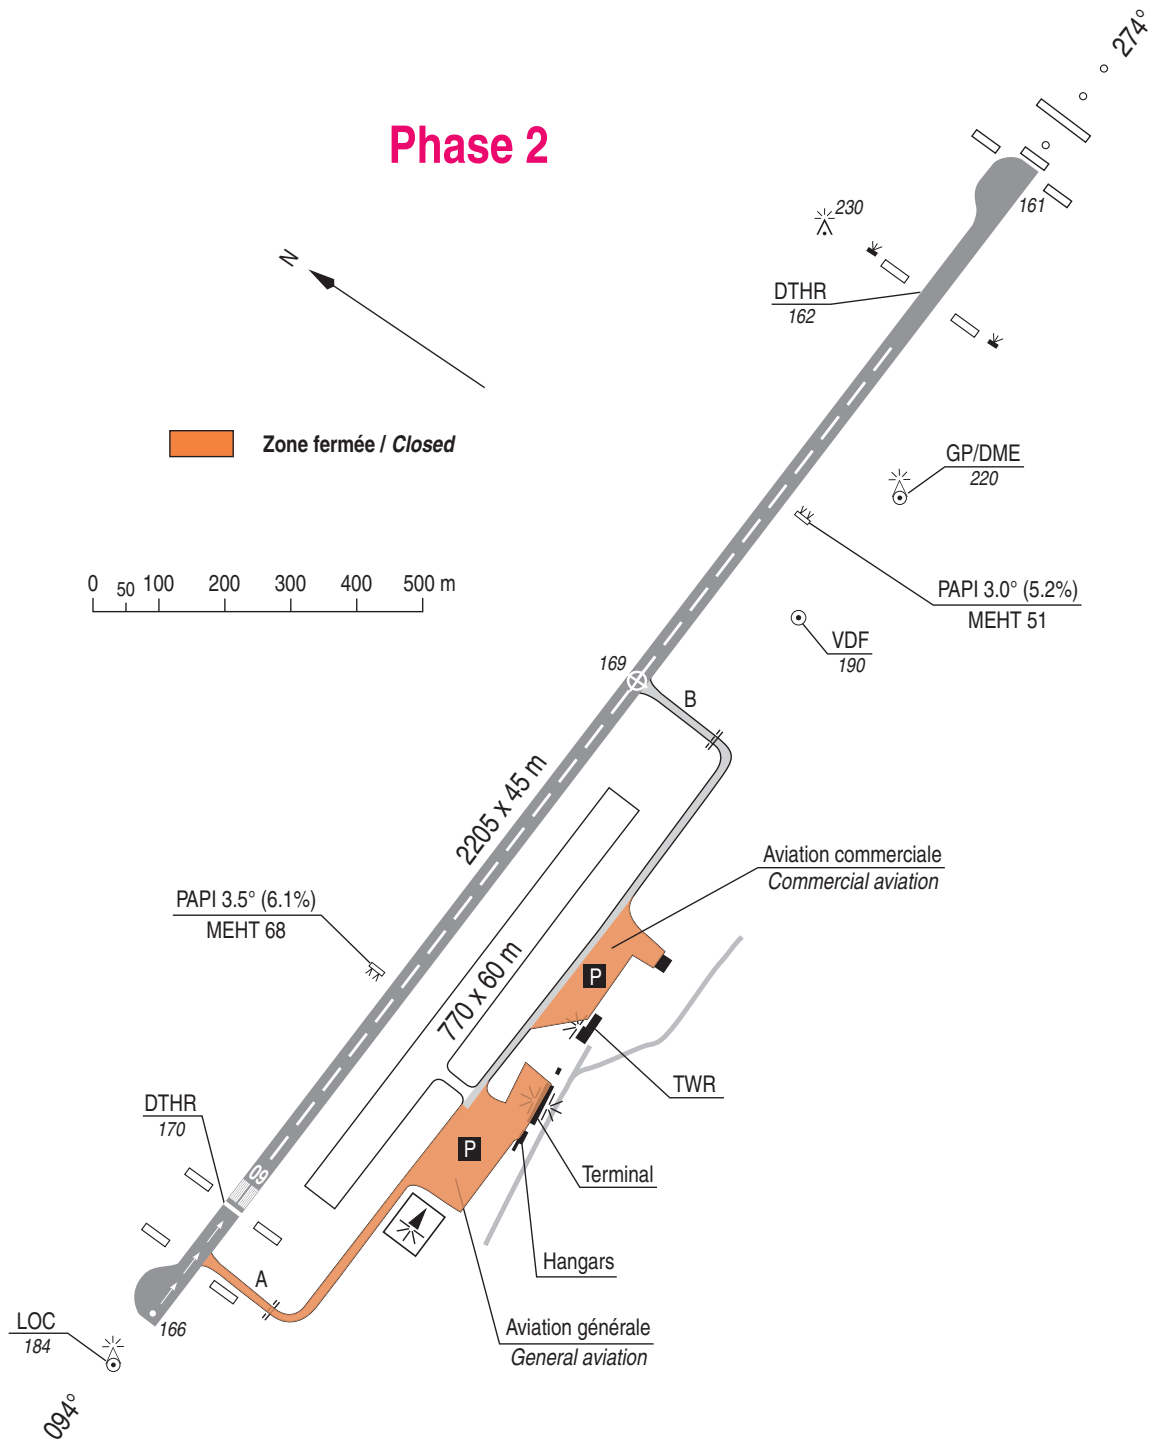 274°
Phase 2
230
161
N
DTHR
162
Zone fermée / Closed
GP/DME
220
0 50 100 200 300 400 500 m
PAPI 3.0° (5.2%)
MEHT 51
VDF
190
169
B
2205 x 45 m
Aviation commerciale
Commercial aviation
PAPI 3.5° (6.1%)
MEHT 68
P
770 x 60 m
TWR
DTHR
170
P
09
Terminal
Hangars
A
LOC
184
166
Aviation générale
General aviation
094°